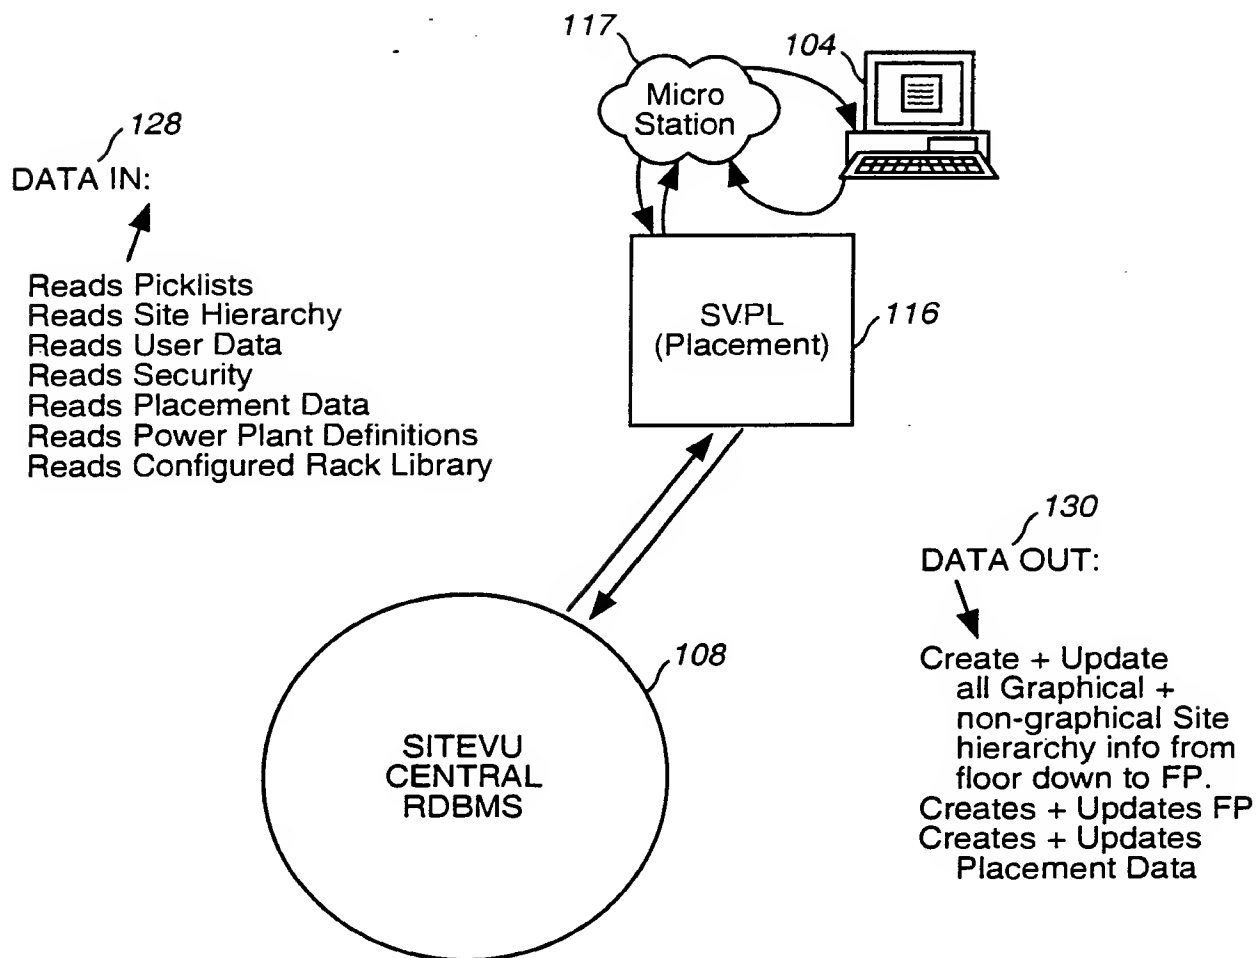 117
104
Micro
Station
128
DATA IN:
Reads Picklists
Reads Site Hierarchy
Reads User Data
Reads Security
Reads Placement Data
Reads Power Plant Definitions
Reads Configured Rack Library
SVPL
(Placement)
116
130
DATA OUT:
Create + Update
all Graphical +
non-graphical Site
hierarchy info from
floor down to FP.
Creates + Updates FP
Creates + Updates
Placement Data
108
SITEVU
CENTRAL
RDBMS